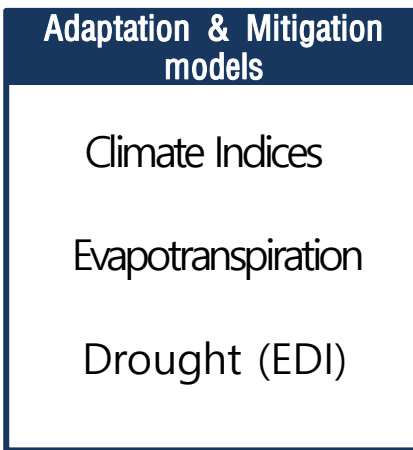 Adaptation & Mitigation
models
Climate Indices
Evapotranspiration
Drought (EDI)